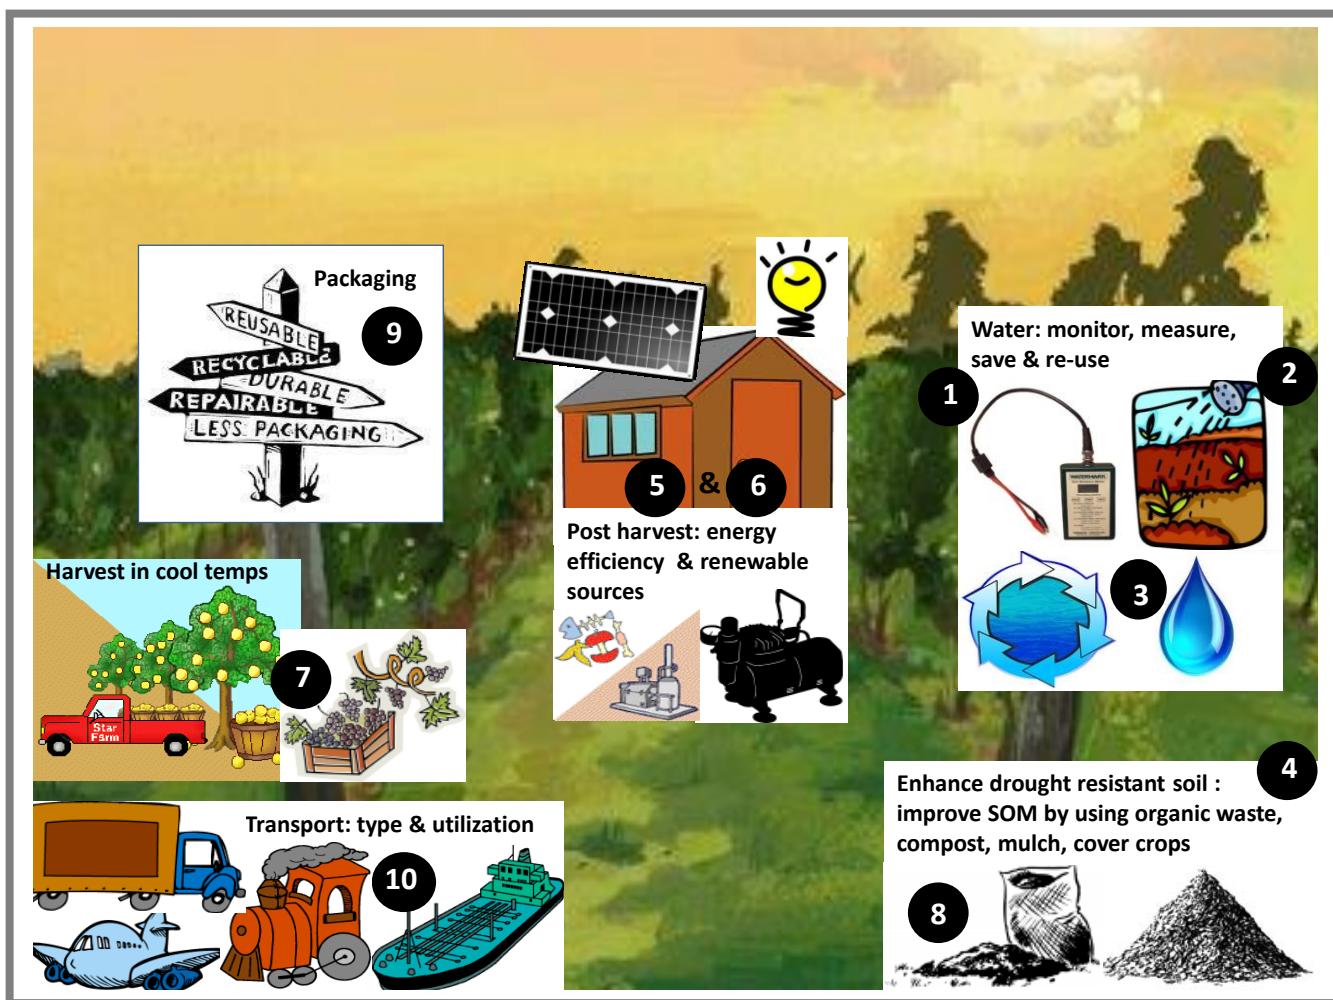 Packaging
9
REUSABLE
RECYCLABLE
DURABLE
REPAIRABLE
LESS PACKAGING
Water: monitor, measure,
save & re-use
1
2
WATERMARK
3
5 & 6
Post harvest: energy
efficiency & renewable
sources
Harvest in cool temps
7
Star
Farm
Transport: type & utilization
10
4
Enhance drought resistant soil :
improve SOM by using organic waste,
compost, mulch, cover crops
8